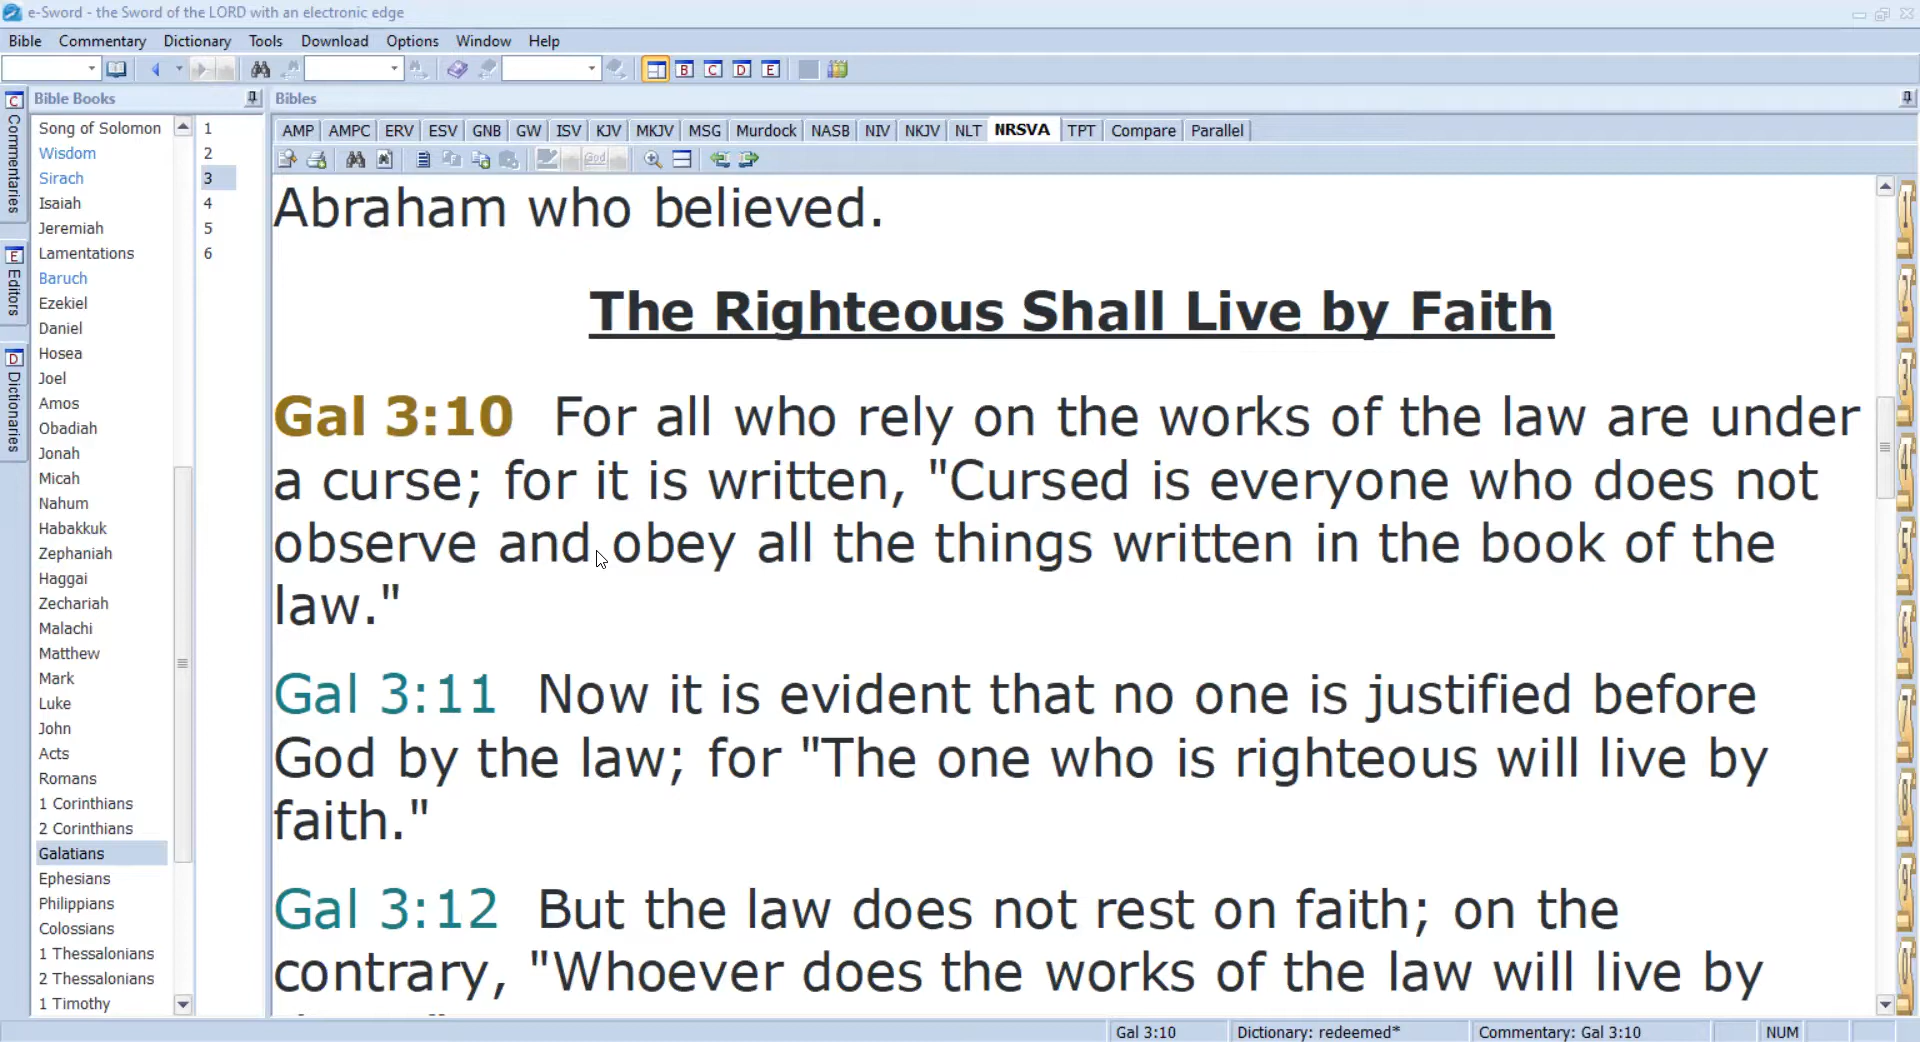 e-Sword - the Sword of the LORD with an electronic edge
Bible Commentary Dictionary Tools Download Options Window Help
B C D E
Bible Books
Bibles
C Commentaries
E Editors
D Dictionaries
Song of Solomon
Wisdom
Sirach
Isaiah
Jeremiah
Lamentations
Baruch
Ezekiel
Daniel
Hosea
Joel
Amos
Obadiah
Jonah
Micah
Nahum
Habakkuk
Zephaniah
Haggai
Zechariah
Malachi
Matthew
Mark
Luke
John
Acts
Romans
1 Corinthians
2 Corinthians
Galatians
Ephesians
Philippians
Colossians
1 Thessalonians
2 Thessalonians
1 Timothy
1
2
3
4
5
6
AMP AMPC ERV ESV GNB GW ISV KJV MKJV MSG Murdock NASB NIV NKJV NLT NRSVA TPT Compare Parallel
God
Abraham who believed.
The Righteous Shall Live by Faith
Gal 3:10 For all who rely on the works of the law are under
a curse; for it is written, "Cursed is everyone who does not
observe and obey all the things written in the book of the
law."
Gal 3:11 Now it is evident that no one is justified before
God by the law; for "The one who is righteous will live by
faith."
Gal 3:12 But the law does not rest on faith; on the
contrary, "Whoever does the works of the law will live by
Gal 3:10 Dictionary: redeemed* Commentary: Gal 3:10 NUM